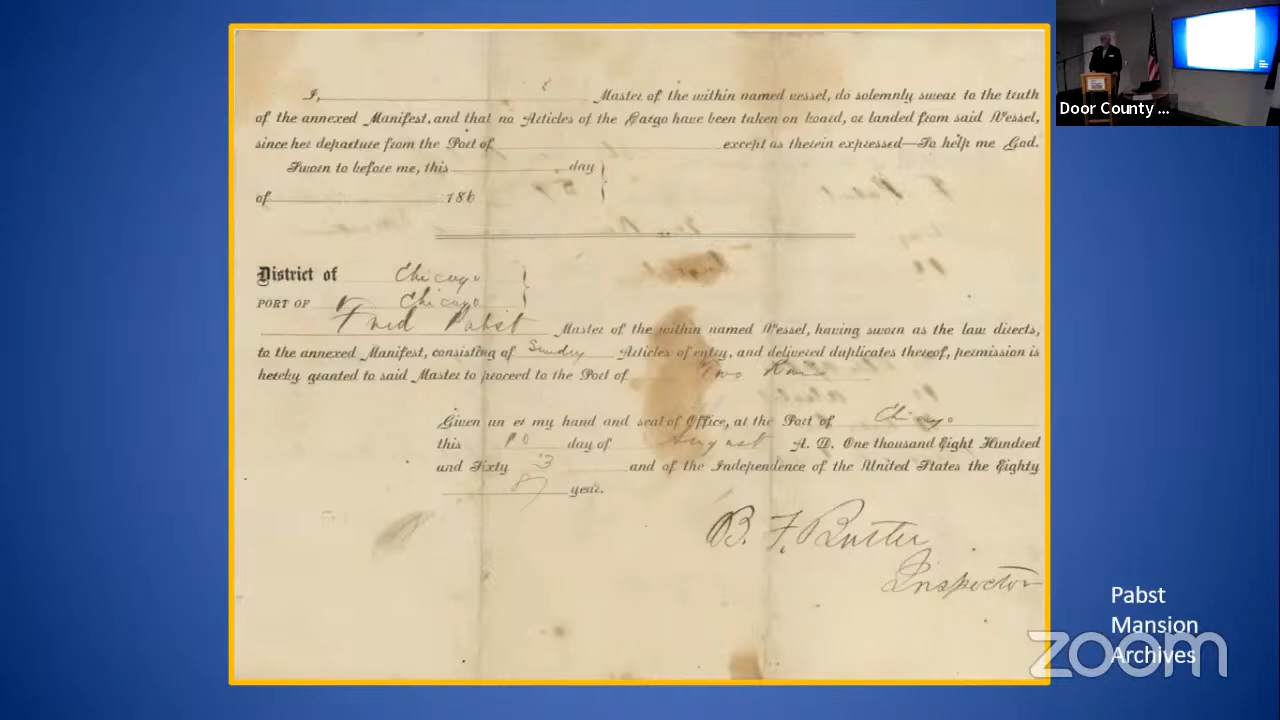 I, Master of the within named vessel, do solemnly swear to the truth
of the annexed Manifest, and that no Articles of the Cargo have been taken on board, or landed from said Vessel,
since her departure from the Port of except as therein expressed—So help me God.
Sworn to before me, this day
of 186
District of Chicago
PORT OF Chicago
Fred Pabst Master of the within named Vessel, having sworn as the law directs,
to the annexed Manifest, consisting of Sundry Articles of entry, and delivered duplicates thereof, permission is
hereby granted to said Master to proceed to the Port of Two
Given un er my hand and seal of Office, at the Port of Chicago
this 10 day of August A. D. One thousand Eight Hundred
and Sixty 3 and of the Independence of the United States the Eighty
year.
B. F.
Inspector
Door County ...
Pabst
Mansion
Archives
zoom